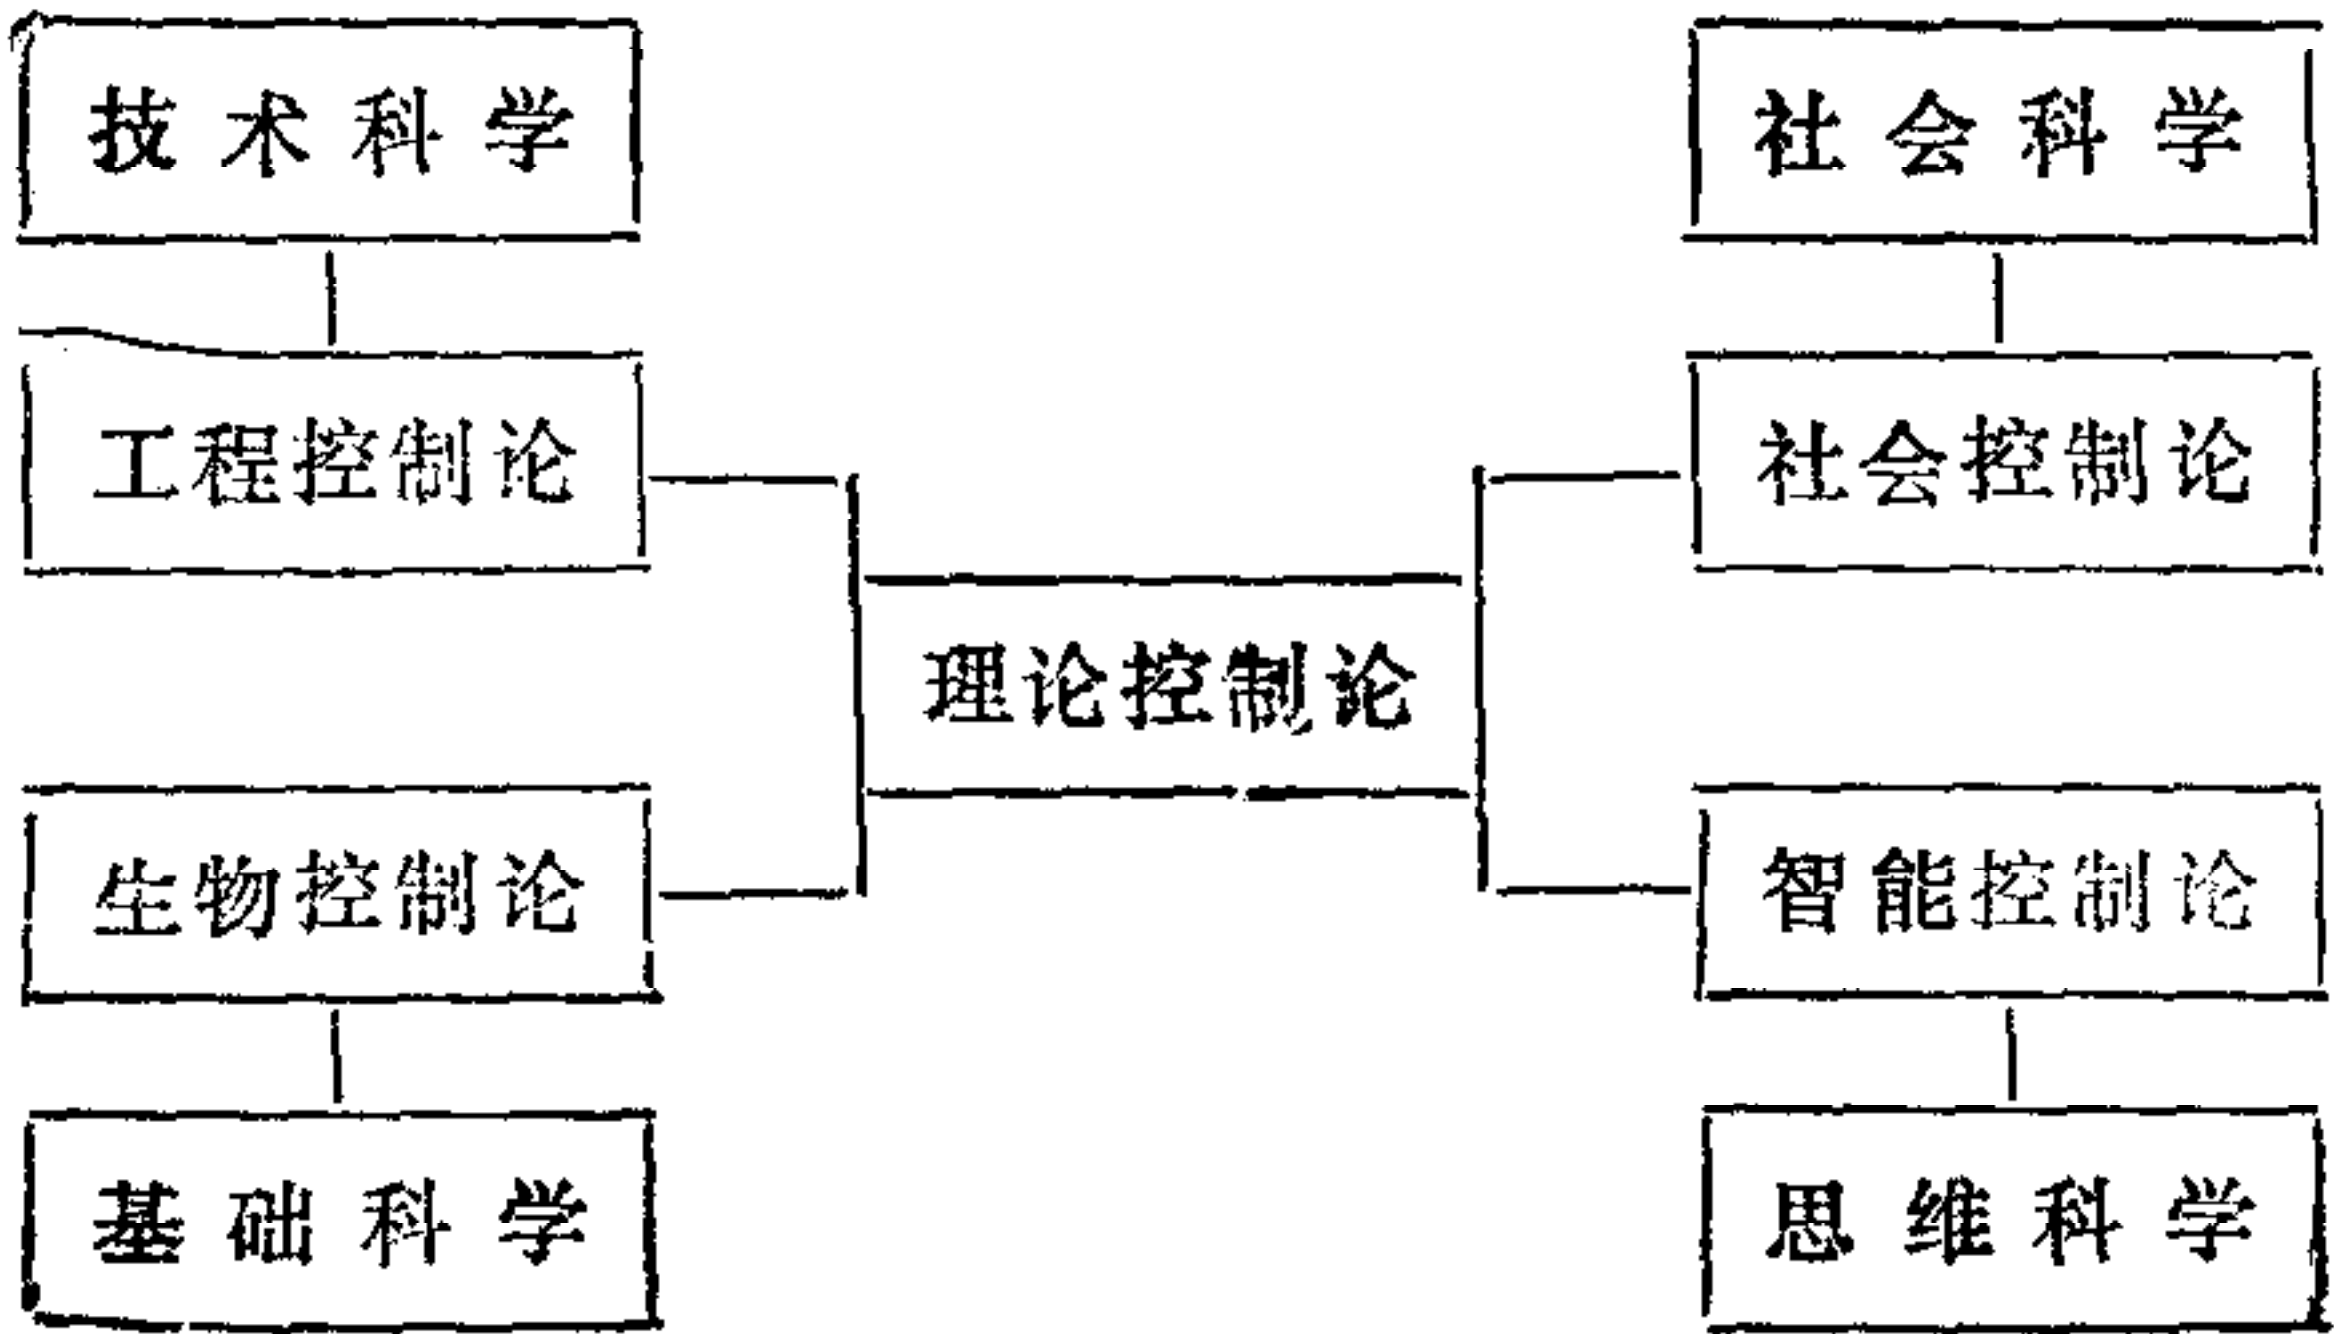 技术科学
社会科学
工程控制论
社会控制论
理论控制论
生物控制论
智能控制论
基础科学
思维科学